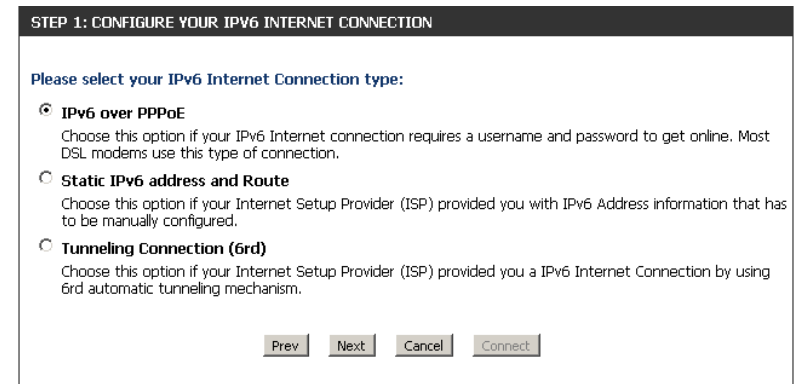 STEP 1: CONFIGURE YOUR IPV6 INTERNET CONNECTION
Please select your IPv6 Internet Connection type:
IPv6 over PPPoE
Choose this option if your IPv6 Internet connection requires a username and password to get online. Most
DSL modems use this type of connection.
Static IPv6 address and Route
Choose this option if your Internet Setup Provider (ISP) provided you with IPv6 Address information that has
to be manually configured.
Tunneling Connection (6rd)
Choose this option if your Internet Setup Provider (ISP) provided you a IPv6 Internet Connection by using
6rd automatic tunneling mechanism.
Prev Next Cancel Connect